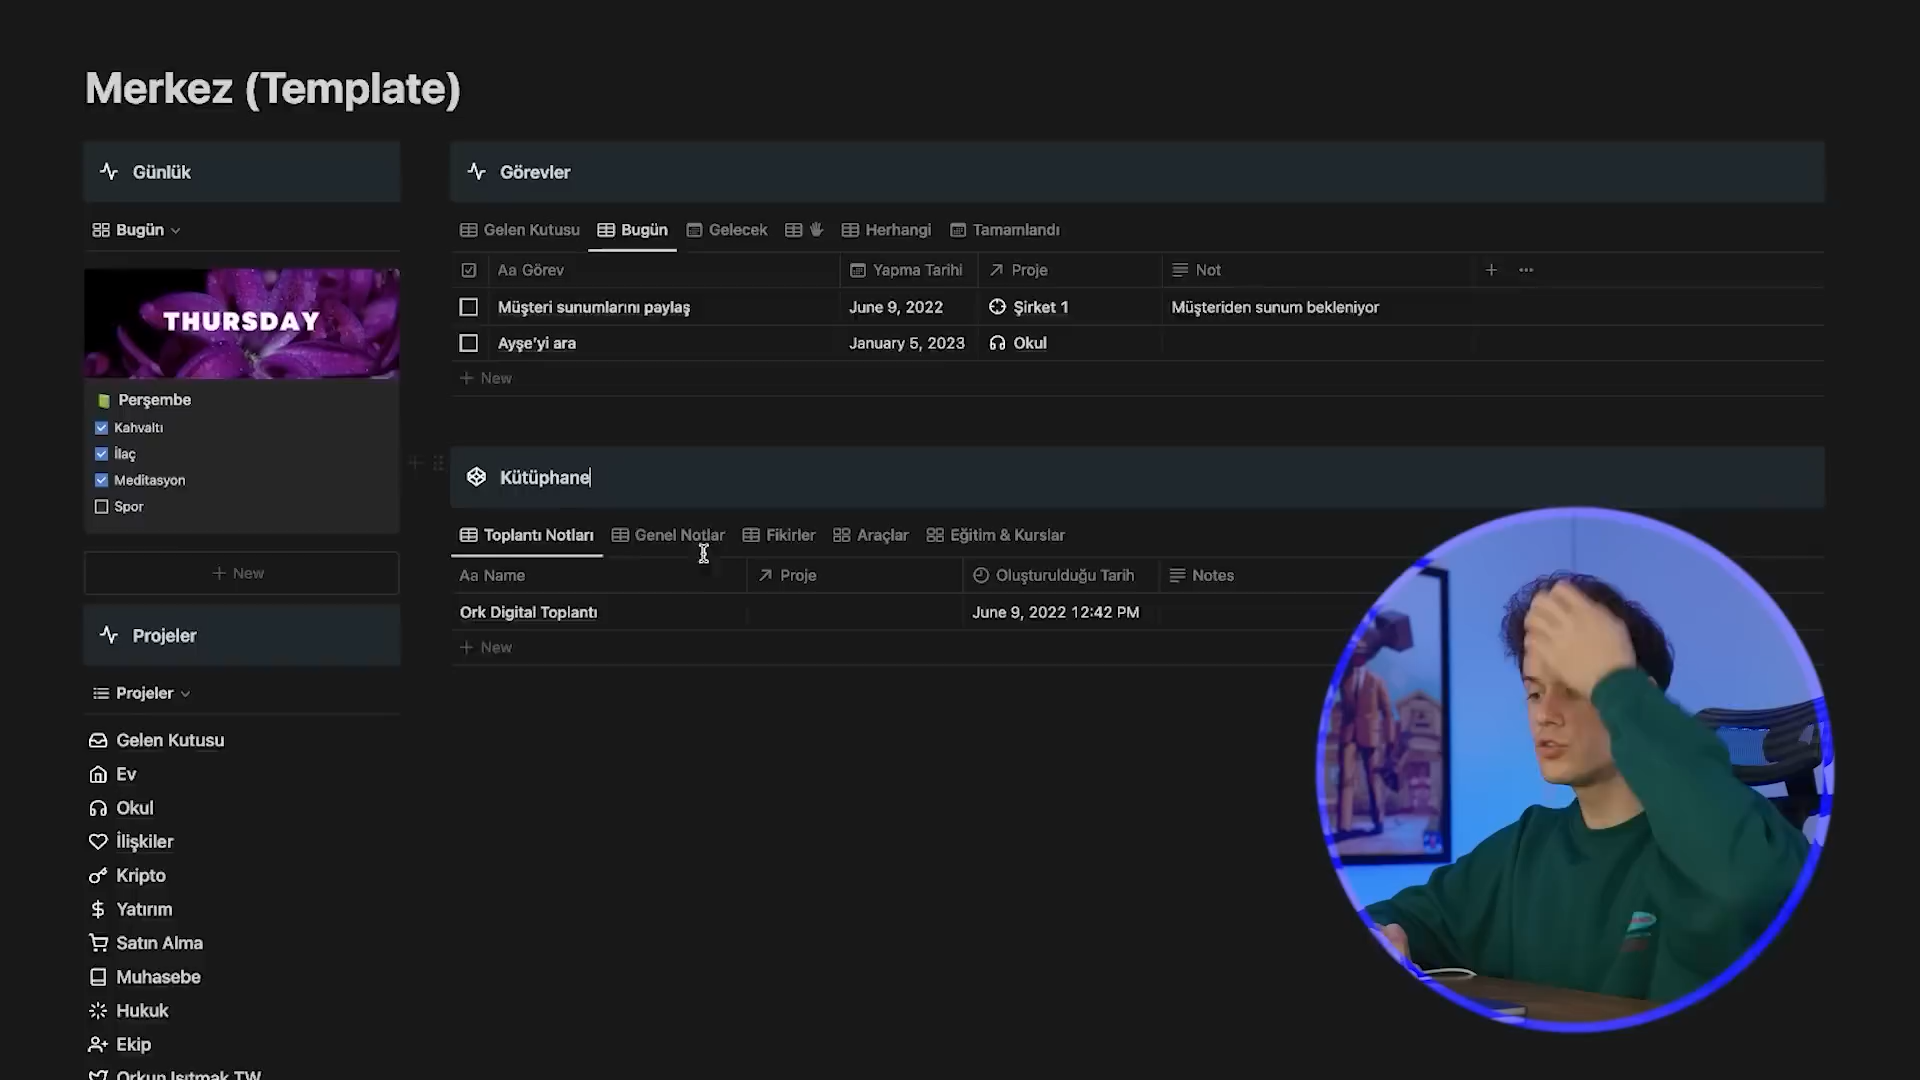 Merkez (Template)
Günlük
Bugün
THURSDAY
Perşembe
Kahvaltı
İlaç
Meditasyon
Spor
+ New
Projeler
Projeler
Gelen Kutusu
Ev
Okul
İlişkiler
Kripto
Yatırım
Satın Alma
Muhasebe
Hukuk
Ekip
Orkun Işıtmak TW
Görevler
Gelen Kutusu Bugün Gelecek Herhangi Tamamlandı
Aa Görev Yapma Tarihi Proje Not
Müşteri sunumlarını paylaş June 9, 2022 Şirket 1 Müşteriden sunum bekleniyor
Ayşe'yi ara January 5, 2023 Okul
+ New
Kütüphane
Toplantı Notları Genel Notlar Fikirler Araçlar Eğitim & Kurslar
Aa Name Proje Oluşturulduğu Tarih Notes
Ork Digital Toplantı June 9, 2022 12:42 PM
+ New